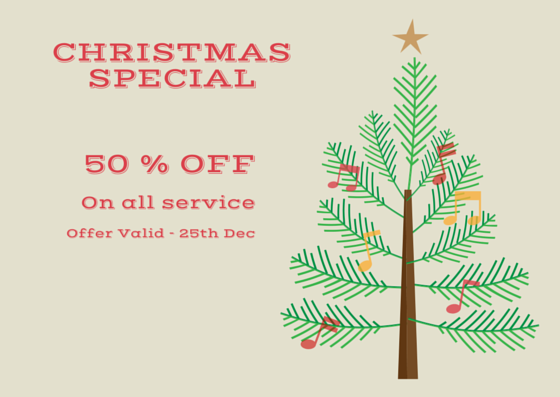 CHRISTMAS
SPECIAL
50 % OFF
On all service
Offer Valid - 25th Dec